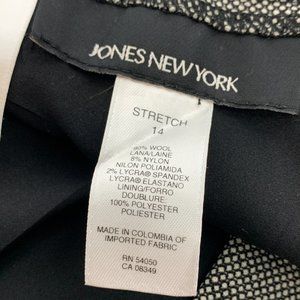 JONES NEW YORK
STRETCH
14
90% WOOL
LANA/LAINE
8% NYLON
NILON POLIAMIDA
2% LYCRA® SPANDEX
LYCRA® ELASTANO
LINING/FORRO
DOUBLURE
100% POLYESTER
POLIESTER
MADE IN COLOMBIA OF
IMPORTED FABRIC
RN 54050
CA 08349